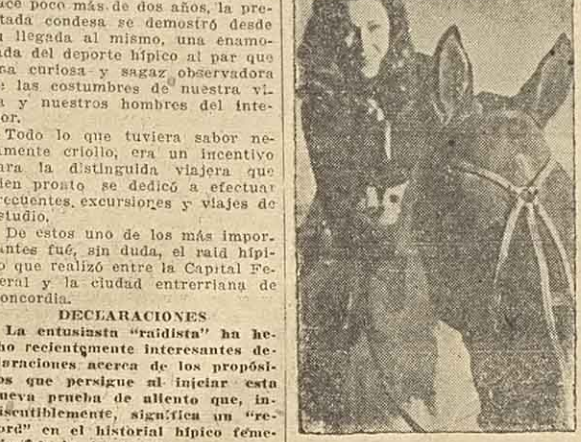 ace poco más de dos años, la pre-
tada condesa se demostró desde
llegada al mismo, una enamo-
da del deporte hípico al par que
na curiosa y sagaz observadora
las costumbres de nuestra vi-
a y nuestros hombres del inte-
or.
Todo lo que tuviera sabor ne-
amente criollo, era un incentivo
ara la distinguida viajera que
ien pronto se dedicó a efectuar
recuentes excursiones y viajes de
studio.
De estos uno de los más impor-
antes fué, sin duda, el raid hípi-
o que realizó entre la Capital Fe-
eral y la ciudad entrerriana de
oncordia.
DECLARACIONES
La entusiasta "raidista" ha he-
ho recientemente interesantes de-
laraciones acerca de los propósi-
os que persigue al iniciar esta
ueva prueba de aliento que, in-
iscutiblemente, significa un "re-
ord" en el historial hípico feme-